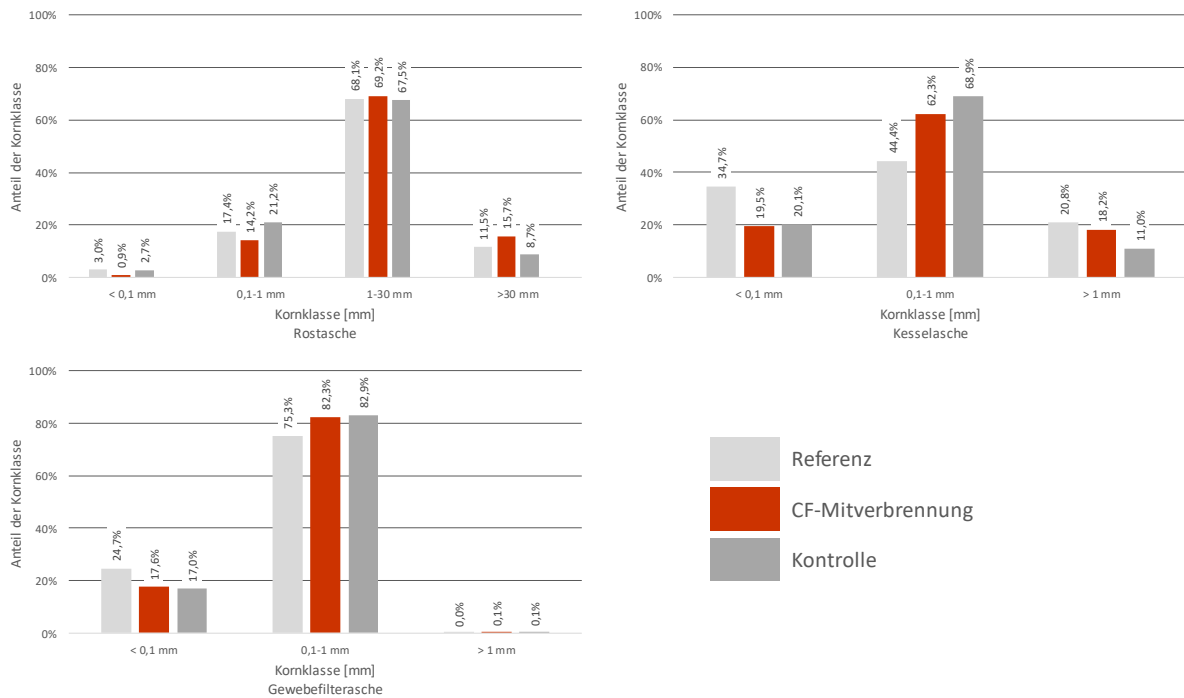 100%
80%
60%
40%
20%
0%
Anteil der Kornklasse
3,0%
0,9%
2,7%
17,4%
14,2%
21,2%
68,1%
69,2%
67,5%
11,5%
15,7%
8,7%
< 0,1 mm
0,1-1 mm
1-30 mm
>30 mm
Kornklasse [mm]
Rostasche
100%
80%
60%
40%
20%
0%
Anteil der Kornklasse
34,7%
19,5%
20,1%
44,4%
62,3%
68,9%
20,8%
18,2%
11,0%
< 0,1 mm
0,1-1 mm
> 1 mm
Kornklasse [mm]
Kesselasche
100%
80%
60%
40%
20%
0%
Anteil der Kornklasse
24,7%
17,6%
17,0%
75,3%
82,3%
82,9%
0,0%
0,1%
0,1%
< 0,1 mm
0,1-1 mm
> 1 mm
Kornklasse [mm]
Gewebefilterasche
Referenz
CF-Mitverbrennung
Kontrolle